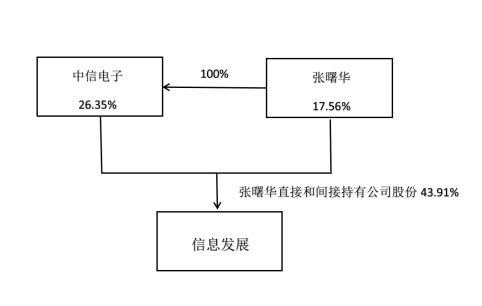 中信电子
26.35%
100%
张曙华
17.56%
张曙华直接和间接持有公司股份 43.91%
信息发展